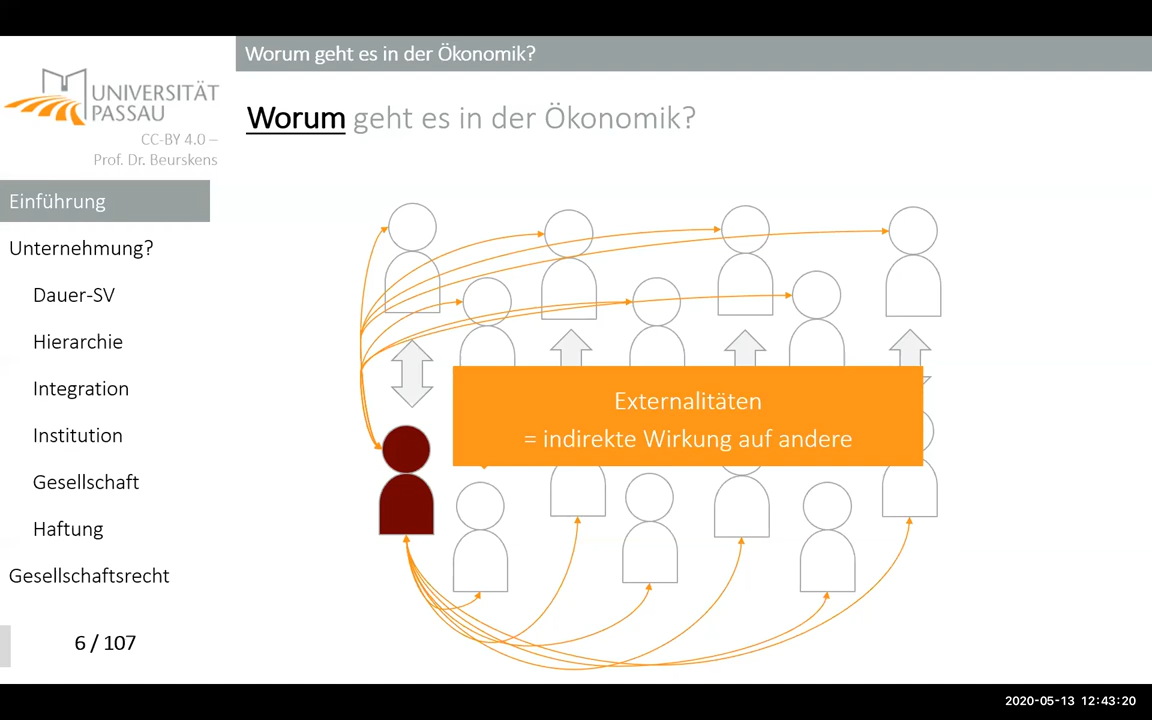 Worum geht es in der Ökonomik?
UNIVERSITÄT
PASSAU
CC-BY 4.0 –
Prof. Dr. Beurskens
Worum geht es in der Ökonomik?
Einführung
Unternehmung?
Dauer-SV
Hierarchie
Integration
Institution
Gesellschaft
Haftung
Gesellschaftsrecht
6 / 107
Externalitäten
= indirekte Wirkung auf andere
2020-05-13 12:43:20